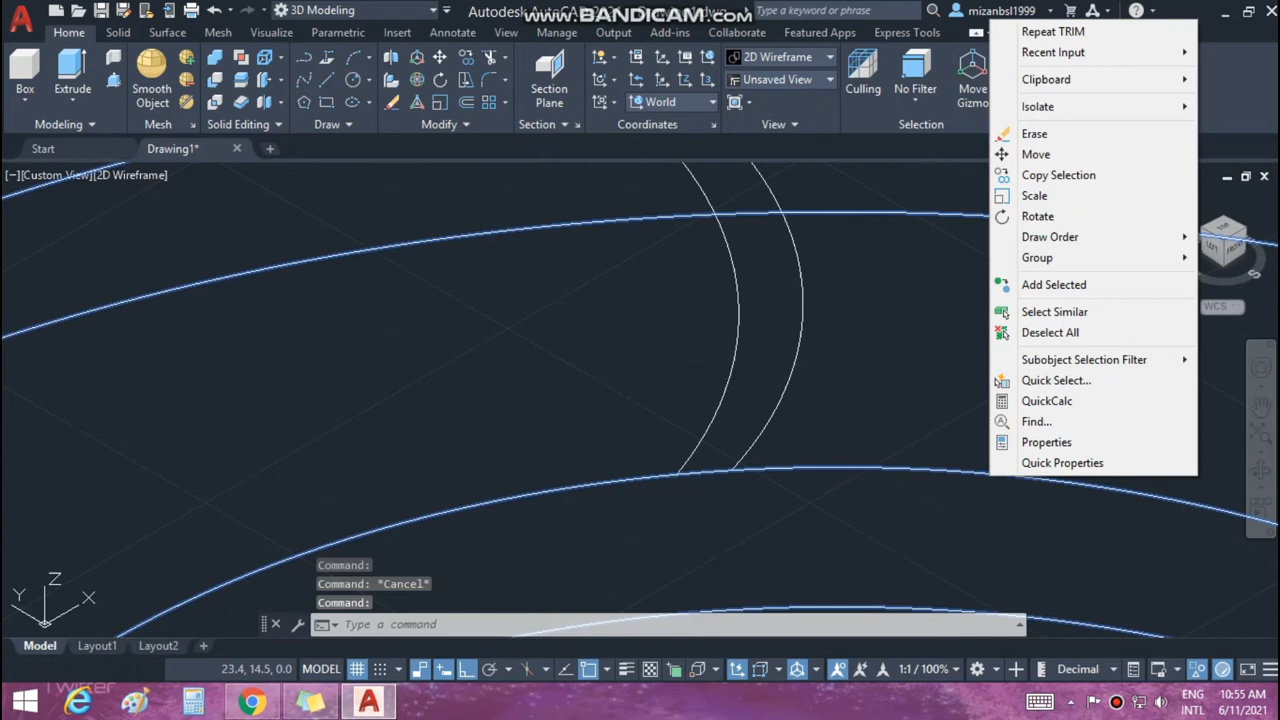 3D Modeling
Autodesk AutoCAD 2021
www.BANDICAM.com
Type a keyword or phrase
mizanbsl1999
Home Solid Surface Mesh Visualize Parametric Insert Annotate View Manage Output Add-ins Collaborate Featured Apps Express Tools
Box Extrude Smooth Object Section Plane 2D Wireframe Unsaved View World Culling No Filter Move Gizmo
Modeling Mesh Solid Editing Draw Modify Section Coordinates View Selection
Start Drawing1*
[−][Custom View][2D Wireframe]
Repeat TRIM
Recent Input
Clipboard
Isolate
Erase
Move
Copy Selection
Scale
Rotate
Draw Order
Group
Add Selected
Select Similar
Deselect All
Subobject Selection Filter
Quick Select...
QuickCalc
Find...
Properties
Quick Properties
TOP
LEFT FRONT
S
WCS
Z
Y X
Command:
Command: *Cancel*
Command:
Type a command
Model Layout1 Layout2
23.4, 14.5, 0.0 MODEL 1:1 / 100% Decimal
ENG 10:55 AM
INTL 6/11/2021